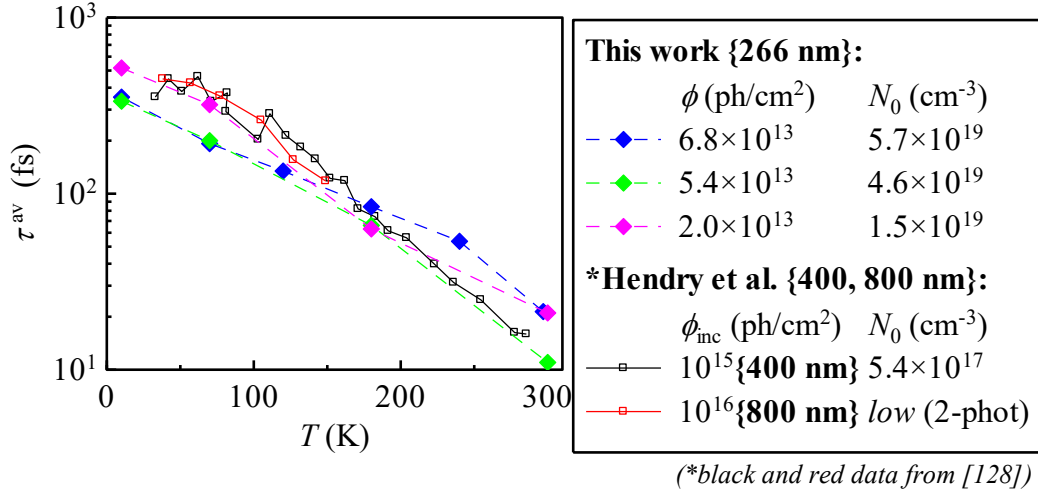 10³
10²
10¹
τᵃᵛ (fs)
0 100 200 300
T (K)
This work {266 nm}:
ϕ (ph/cm²) N₀ (cm⁻³)
6.8×10¹³ 5.7×10¹⁹
5.4×10¹³ 4.6×10¹⁹
2.0×10¹³ 1.5×10¹⁹
*Hendry et al. {400, 800 nm}:
ϕᵢₙc (ph/cm²) N₀ (cm⁻³)
10¹⁵{400 nm} 5.4×10¹⁷
10¹⁶{800 nm} low (2-phot)
(*black and red data from [128])